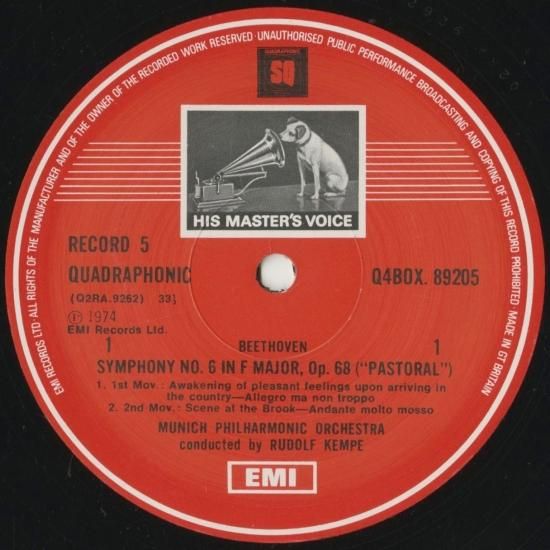 EMI RECORDS LTD · ALL RIGHTS OF THE MANUFACTURER AND OF THE OWNER OF THE RECORDED WORK RESERVED · UNAUTHORISED PUBLIC PERFORMANCE BROADCASTING AND COPYING OF THIS RECORD PROHIBITED · MADE IN GT BRITAIN
QUADRAPHONIC
SQ
HIS MASTER'S VOICE
RECORD 5
QUADRAPHONIC
Q4BOX. 89205
(Q2RA.9262) 33⅓
Ⓟ 1974
EMI Records Ltd.
1 BEETHOVEN 1
SYMPHONY NO. 6 IN F MAJOR, Op. 68 ("PASTORAL")
1. 1st Mov.: Awakening of pleasant feelings upon arriving in
the country—Allegro ma non troppo
2. 2nd Mov.: Scene at the Brook—Andante molto mosso
MUNICH PHILHARMONIC ORCHESTRA
conducted by RUDOLF KEMPE
EMI